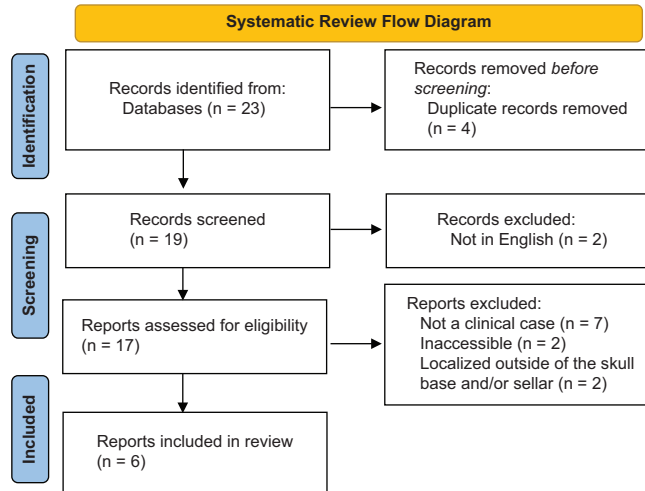 Systematic Review Flow Diagram
Identification
Records identified from:
Databases (n = 23)
Records removed before
screening:
Duplicate records removed
(n = 4)
Screening
Records screened
(n = 19)
Records excluded:
Not in English (n = 2)
Reports assessed for eligibility
(n = 17)
Reports excluded:
Not a clinical case (n = 7)
Inaccessible (n = 2)
Localized outside of the skull
base and/or sellar (n = 2)
Included
Reports included in review
(n = 6)